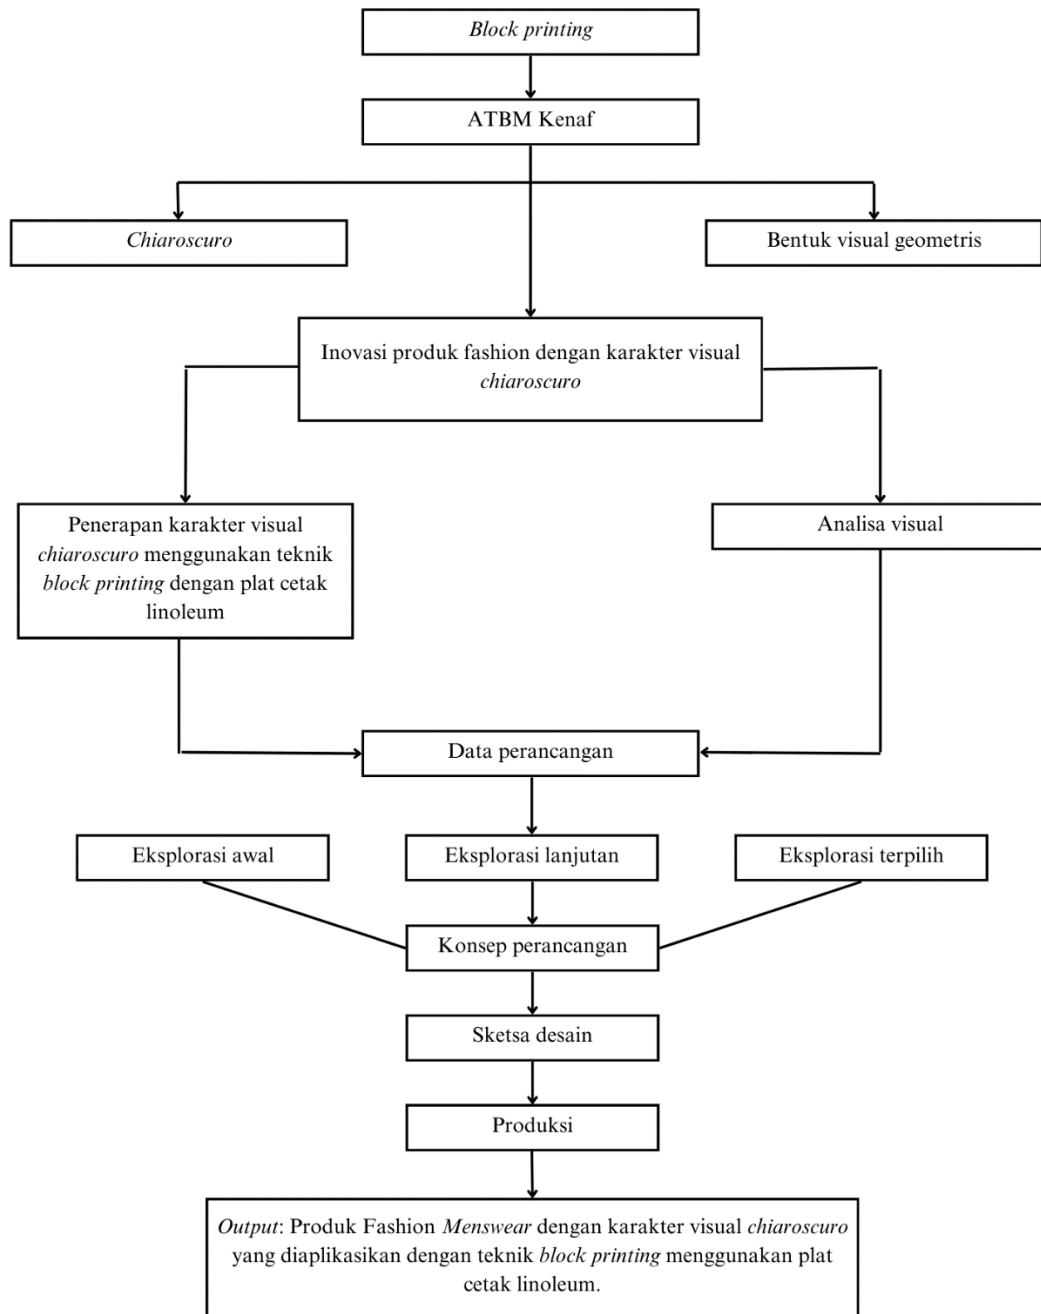 Block printing
ATBM Kenaf
Chiaroscuro
Bentuk visual geometris
Inovasi produk fashion dengan karakter visual
chiaroscuro
Penerapan karakter visual
chiaroscuro menggunakan teknik
block printing dengan plat cetak
linoleum
Analisa visual
Data perancangan
Eksplorasi awal
Eksplorasi lanjutan
Eksplorasi terpilih
Konsep perancangan
Sketsa desain
Produksi
Output: Produk Fashion Menswear dengan karakter visual chiaroscuro
yang diaplikasikan dengan teknik block printing menggunakan plat
cetak linoleum.